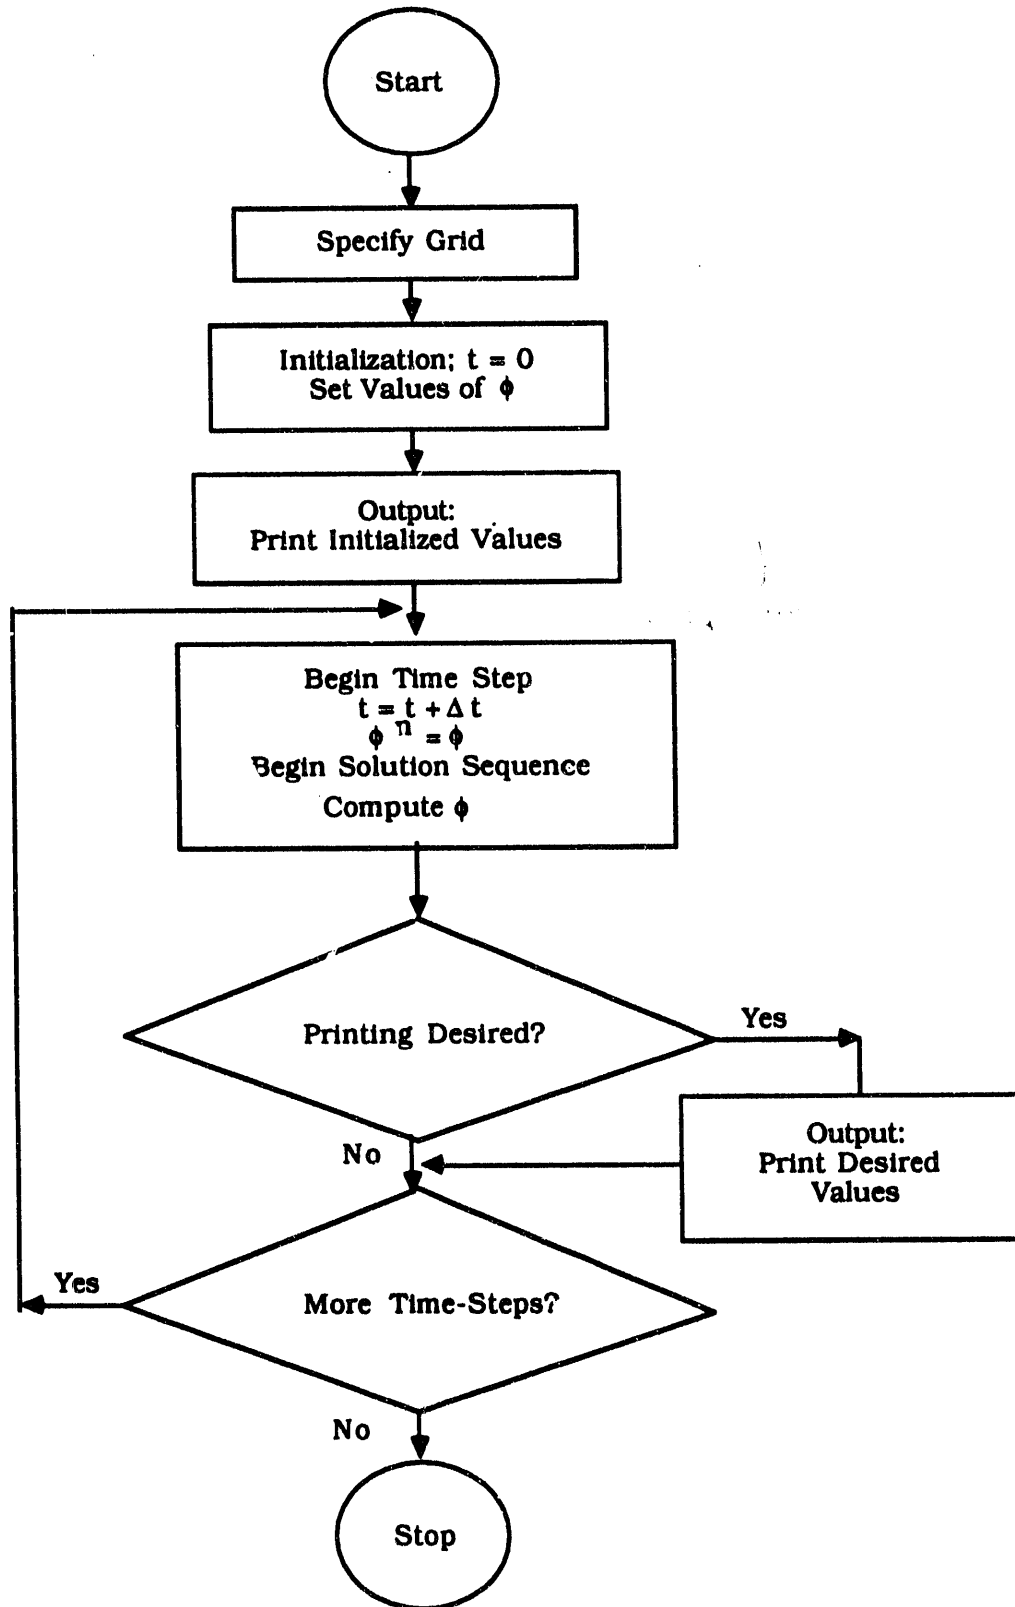 Start
Specify Grid
Initialization; t = 0
Set Values of ϕ
Output:
Print Initialized Values
Begin Time Step
t = t + Δ t
ϕ n = ϕ
Begin Solution Sequence
Compute ϕ
Printing Desired?
Yes
Output:
Print Desired
Values
No
More Time-Steps?
Yes
No
Stop